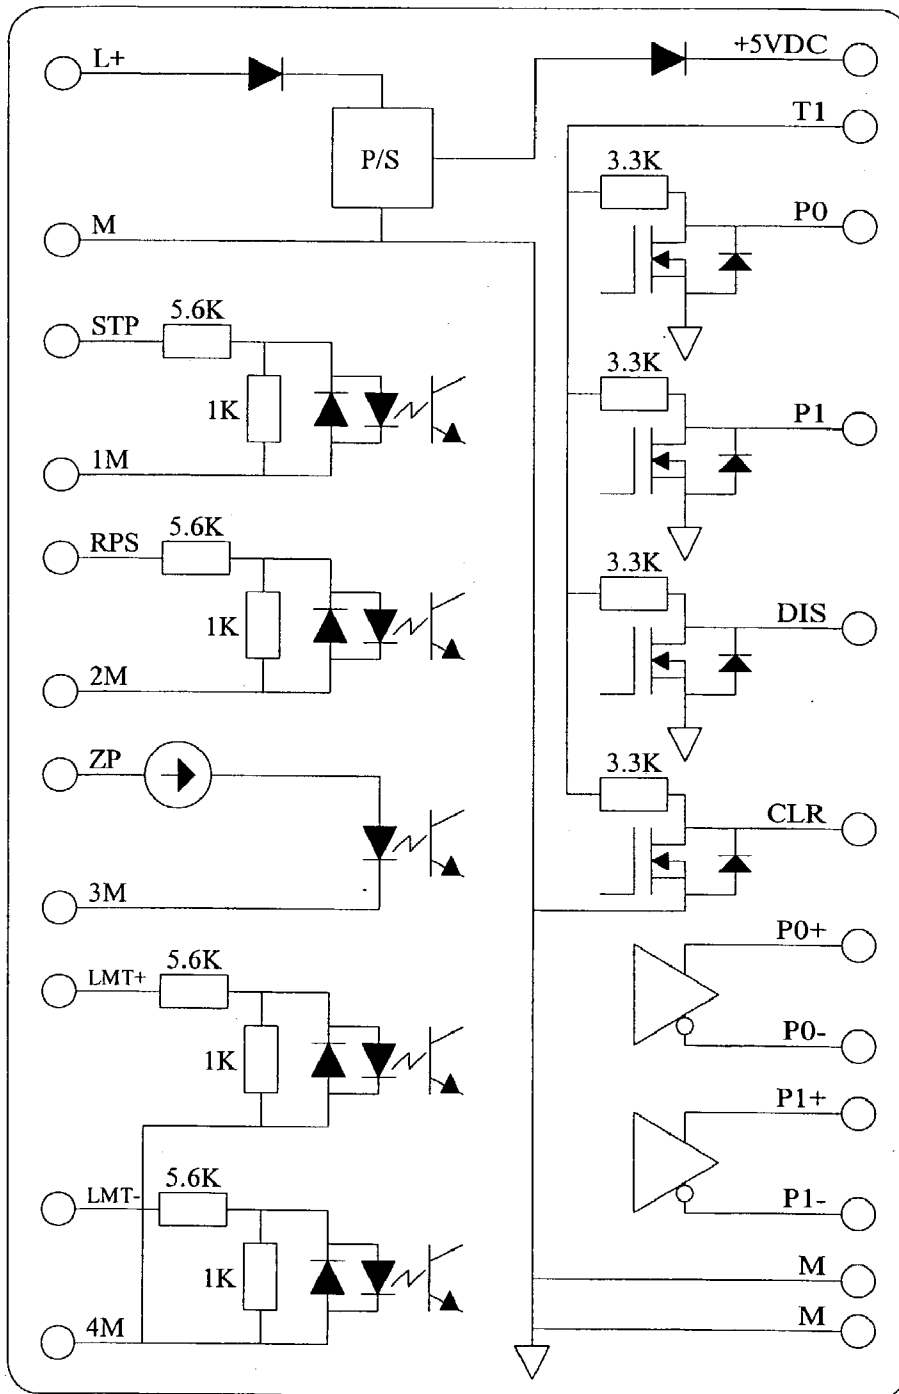 L+
+5VDC
T1
P/S
3.3K
M
P0
STP
5.6K
1K
1M
3.3K
P1
RPS
5.6K
1K
2M
3.3K
DIS
ZP
3M
3.3K
CLR
LMT+
5.6K
1K
P0+
P0-
LMT-
5.6K
1K
4M
P1+
P1-
M
M